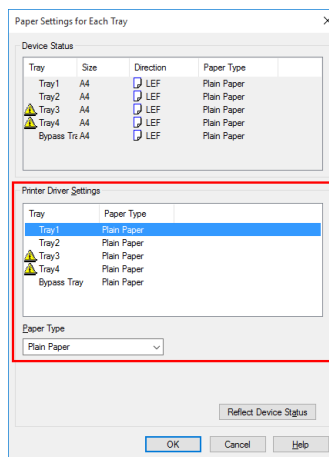 Paper Settings for Each Tray
Device Status
Tray Size Direction Paper Type
Tray1 A4 LEF Plain Paper
Tray2 A4 LEF Plain Paper
Tray3 A4 LEF Plain Paper
Tray4 A4 LEF Plain Paper
Bypass Tra A4 LEF Plain Paper
Printer Driver Settings
Tray Paper Type
Tray1 Plain Paper
Tray2 Plain Paper
Tray3 Plain Paper
Tray4 Plain Paper
Bypass Tray Plain Paper
Paper Type
Plain Paper
Reflect Device Status
OK Cancel Help